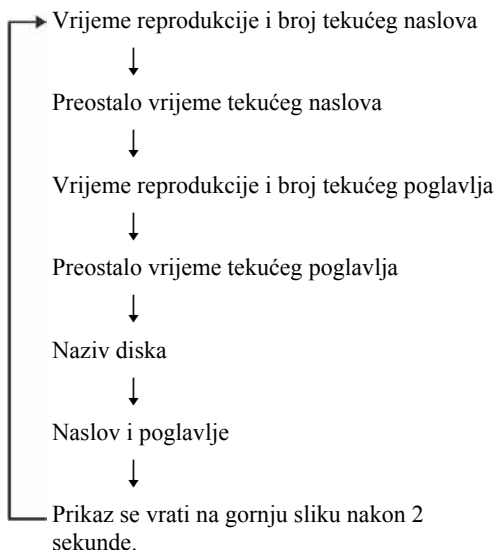 Vrijeme reprodukcije i broj tekućeg naslova
Preostalo vrijeme tekućeg naslova
Vrijeme reprodukcije i broj tekućeg poglavlja
Preostalo vrijeme tekućeg poglavlja
Naziv diska
Naslov i poglavlje
Prikaz se vrati na gornju sliku nakon 2
sekunde.